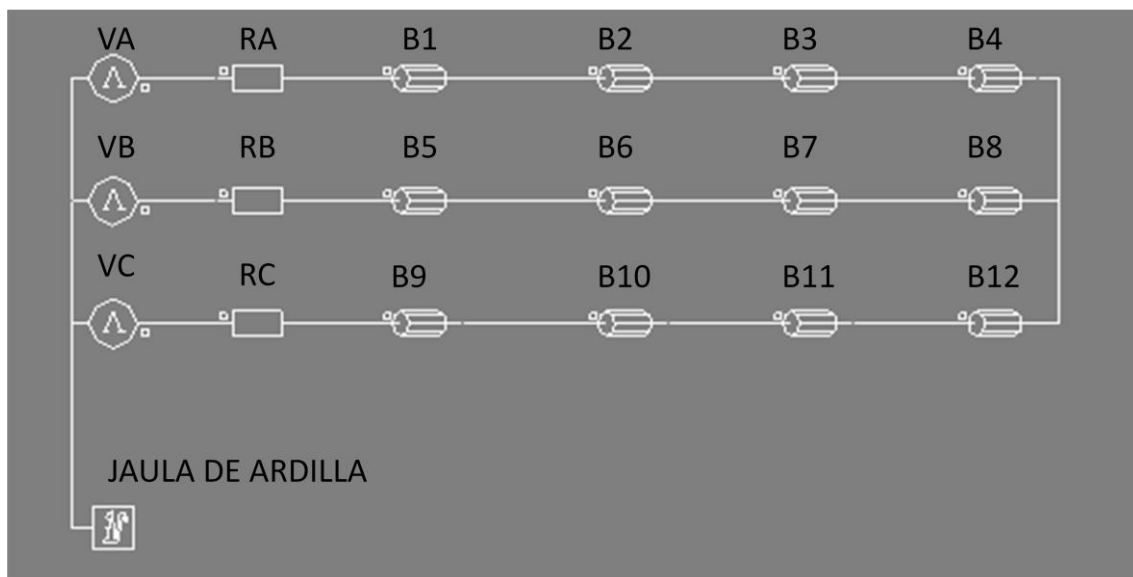 VA RA B1 B2 B3 B4
VB RB B5 B6 B7 B8
VC RC B9 B10 B11 B12
JAULA DE ARDILLA